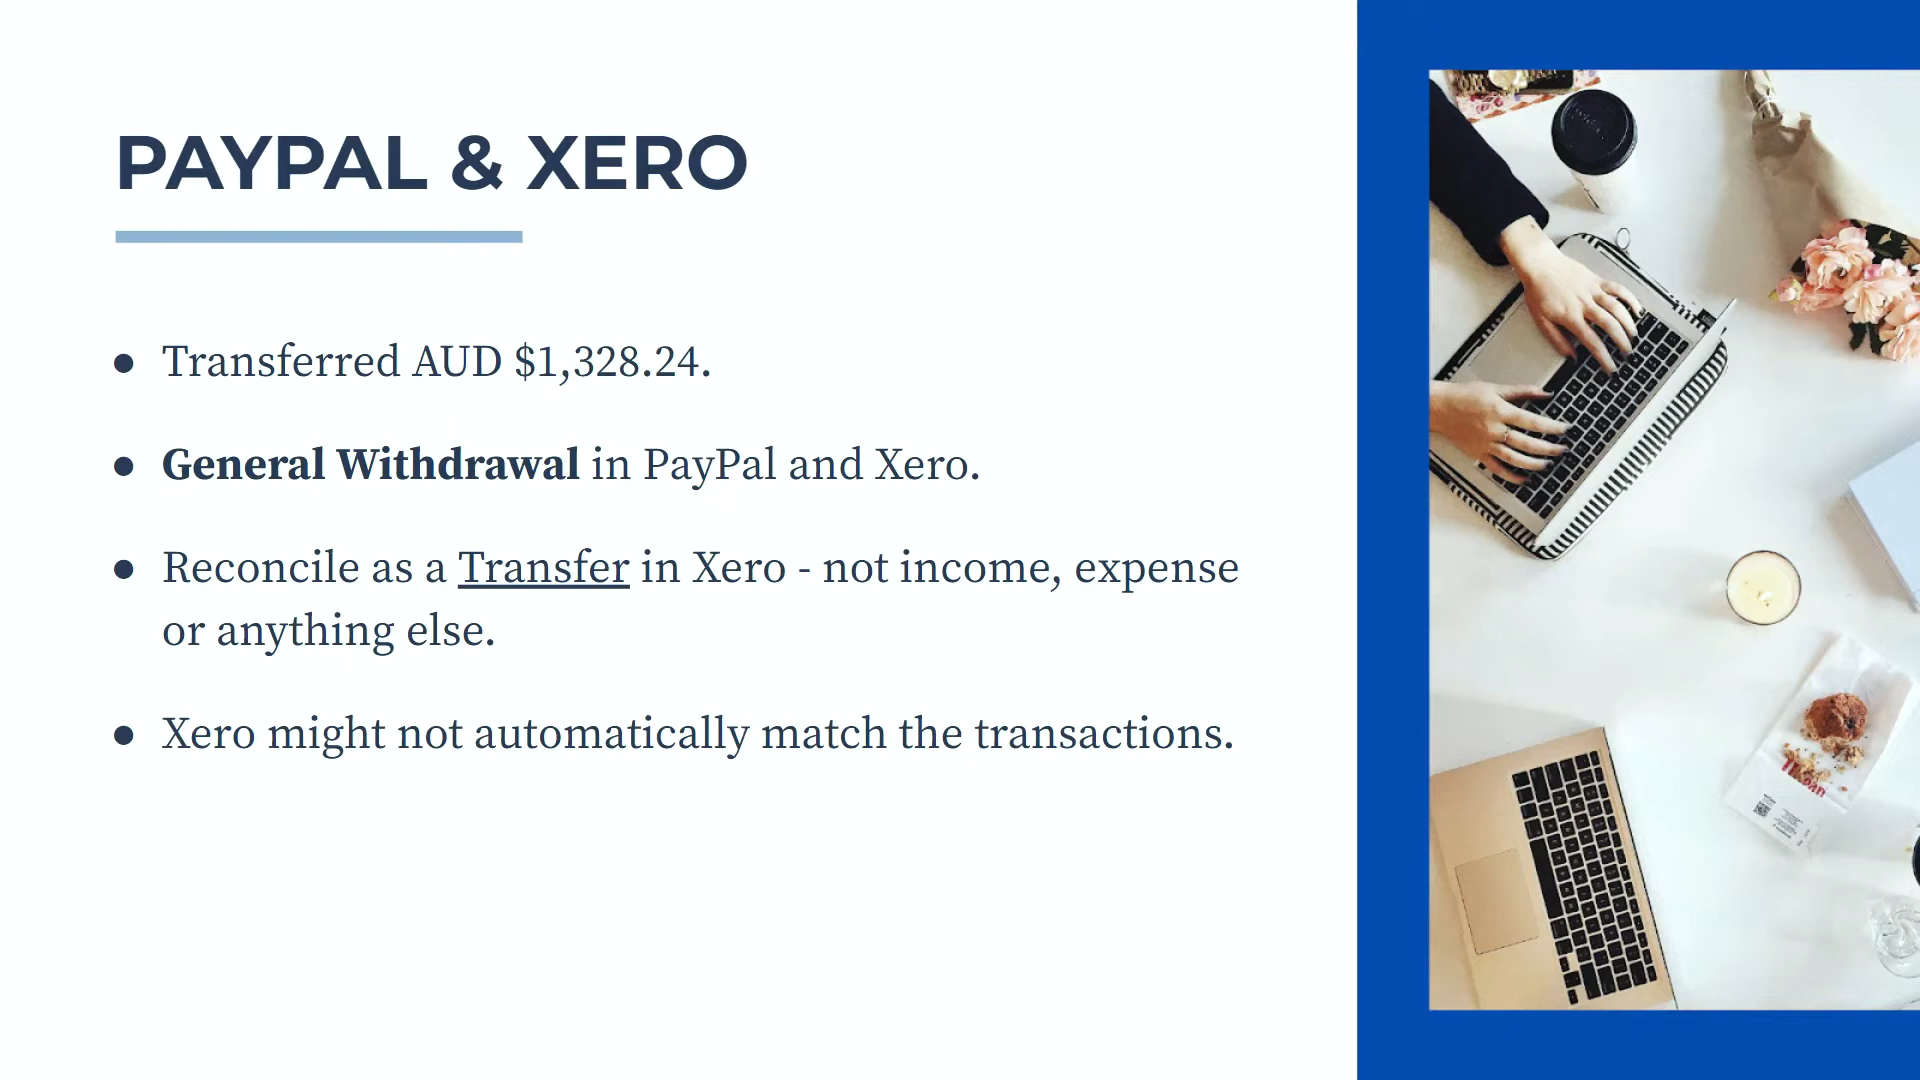 PAYPAL & XERO
● Transferred AUD $1,328.24.
● General Withdrawal in PayPal and Xero.
● Reconcile as a Transfer in Xero - not income, expense
or anything else.
● Xero might not automatically match the transactions.